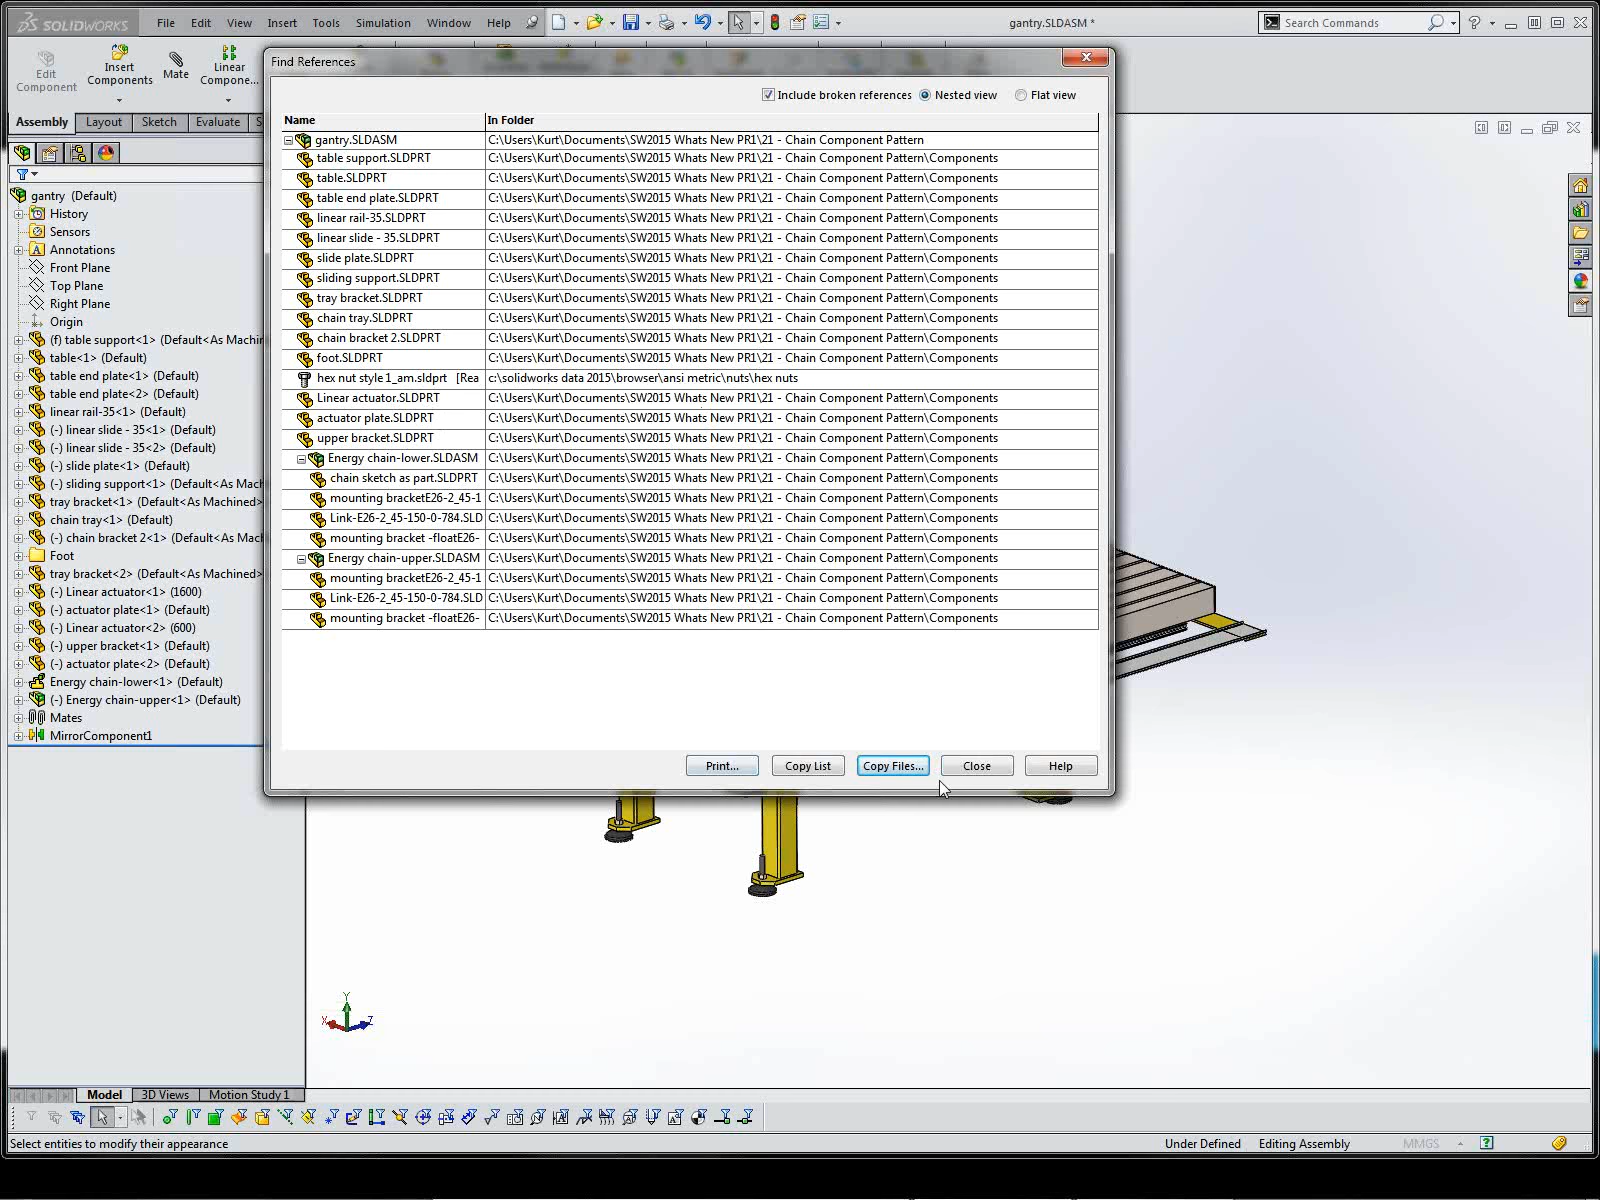 SOLIDWORKS File Edit View Insert Tools Simulation Window Help gantry.SLDASM * Search Commands
Edit Component
Insert Components
Mate
Linear Compone...
Assembly Layout Sketch Evaluate S
gantry (Default)
History
Sensors
Annotations
Front Plane
Top Plane
Right Plane
Origin
(f) table support<1> (Default<As Machin
table<1> (Default)
table end plate<1> (Default)
table end plate<2> (Default)
linear rail-35<1> (Default)
(-) linear slide - 35<1> (Default)
(-) linear slide - 35<2> (Default)
(-) slide plate<1> (Default)
(-) sliding support<1> (Default<As Mach
tray bracket<1> (Default<As Machined>
chain tray<1> (Default)
(-) chain bracket 2<1> (Default<As Mac
Foot
tray bracket<2> (Default<As Machined>
(-) Linear actuator<1> (1600)
(-) actuator plate<1> (Default)
(-) Linear actuator<2> (600)
(-) upper bracket<1> (Default)
(-) actuator plate<2> (Default)
Energy chain-lower<1> (Default)
(-) Energy chain-upper<1> (Default)
Mates
MirrorComponent1
Find References
Include broken references Nested view Flat view
Name In Folder
gantry.SLDASM C:\Users\Kurt\Documents\SW2015 Whats New PR1\21 - Chain Component Pattern
table support.SLDPRT C:\Users\Kurt\Documents\SW2015 Whats New PR1\21 - Chain Component Pattern\Components
table.SLDPRT C:\Users\Kurt\Documents\SW2015 Whats New PR1\21 - Chain Component Pattern\Components
table end plate.SLDPRT C:\Users\Kurt\Documents\SW2015 Whats New PR1\21 - Chain Component Pattern\Components
linear rail-35.SLDPRT C:\Users\Kurt\Documents\SW2015 Whats New PR1\21 - Chain Component Pattern\Components
linear slide - 35.SLDPRT C:\Users\Kurt\Documents\SW2015 Whats New PR1\21 - Chain Component Pattern\Components
slide plate.SLDPRT C:\Users\Kurt\Documents\SW2015 Whats New PR1\21 - Chain Component Pattern\Components
sliding support.SLDPRT C:\Users\Kurt\Documents\SW2015 Whats New PR1\21 - Chain Component Pattern\Components
tray bracket.SLDPRT C:\Users\Kurt\Documents\SW2015 Whats New PR1\21 - Chain Component Pattern\Components
chain tray.SLDPRT C:\Users\Kurt\Documents\SW2015 Whats New PR1\21 - Chain Component Pattern\Components
chain bracket 2.SLDPRT C:\Users\Kurt\Documents\SW2015 Whats New PR1\21 - Chain Component Pattern\Components
foot.SLDPRT C:\Users\Kurt\Documents\SW2015 Whats New PR1\21 - Chain Component Pattern\Components
hex nut style 1_am.sldprt [Rea c:\solidworks data 2015\browser\ansi metric\nuts\hex nuts
Linear actuator.SLDPRT C:\Users\Kurt\Documents\SW2015 Whats New PR1\21 - Chain Component Pattern\Components
actuator plate.SLDPRT C:\Users\Kurt\Documents\SW2015 Whats New PR1\21 - Chain Component Pattern\Components
upper bracket.SLDPRT C:\Users\Kurt\Documents\SW2015 Whats New PR1\21 - Chain Component Pattern\Components
Energy chain-lower.SLDASM C:\Users\Kurt\Documents\SW2015 Whats New PR1\21 - Chain Component Pattern\Components
chain sketch as part.SLDPRT C:\Users\Kurt\Documents\SW2015 Whats New PR1\21 - Chain Component Pattern\Components
mounting bracketE26-2_45-1 C:\Users\Kurt\Documents\SW2015 Whats New PR1\21 - Chain Component Pattern\Components
Link-E26-2_45-150-0-784.SLD C:\Users\Kurt\Documents\SW2015 Whats New PR1\21 - Chain Component Pattern\Components
mounting bracket -floatE26- C:\Users\Kurt\Documents\SW2015 Whats New PR1\21 - Chain Component Pattern\Components
Energy chain-upper.SLDASM C:\Users\Kurt\Documents\SW2015 Whats New PR1\21 - Chain Component Pattern\Components
mounting bracketE26-2_45-1 C:\Users\Kurt\Documents\SW2015 Whats New PR1\21 - Chain Component Pattern\Components
Link-E26-2_45-150-0-784.SLD C:\Users\Kurt\Documents\SW2015 Whats New PR1\21 - Chain Component Pattern\Components
mounting bracket -floatE26- C:\Users\Kurt\Documents\SW2015 Whats New PR1\21 - Chain Component Pattern\Components
Print... Copy List Copy Files... Close Help
Y
X Z
Model 3D Views Motion Study 1
Select entities to modify their appearance Under Defined Editing Assembly MMGS